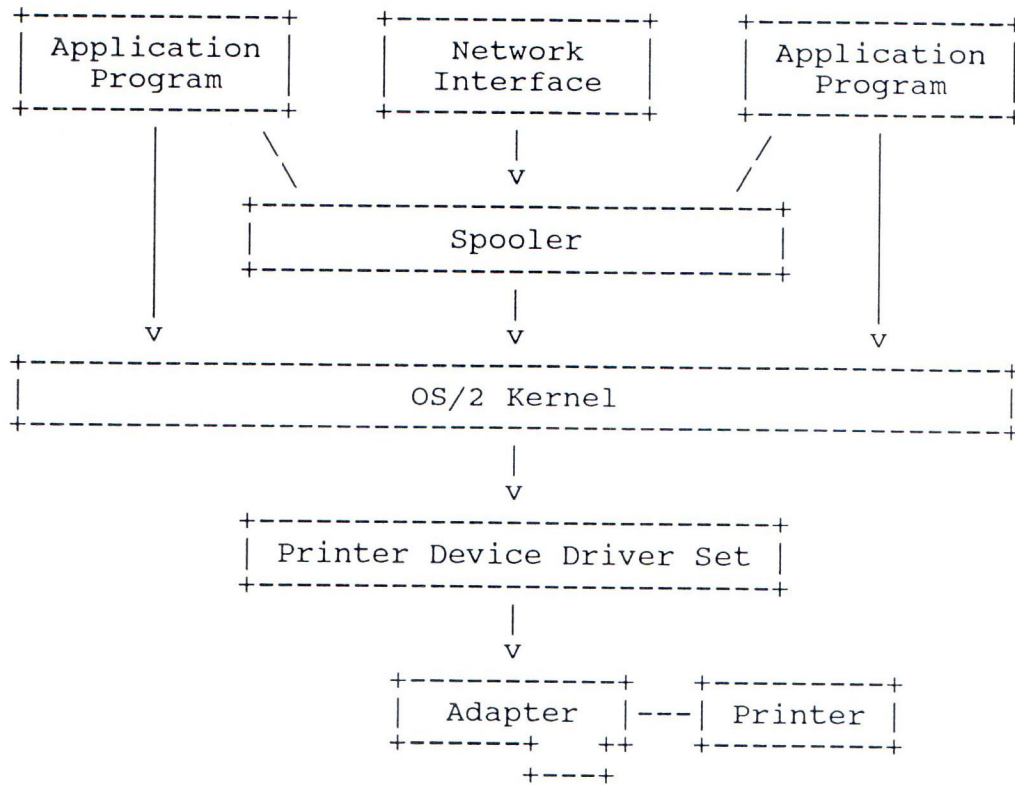 Application Program
Network Interface
Application Program
Spooler
OS/2 Kernel
Printer Device Driver Set
Adapter
Printer